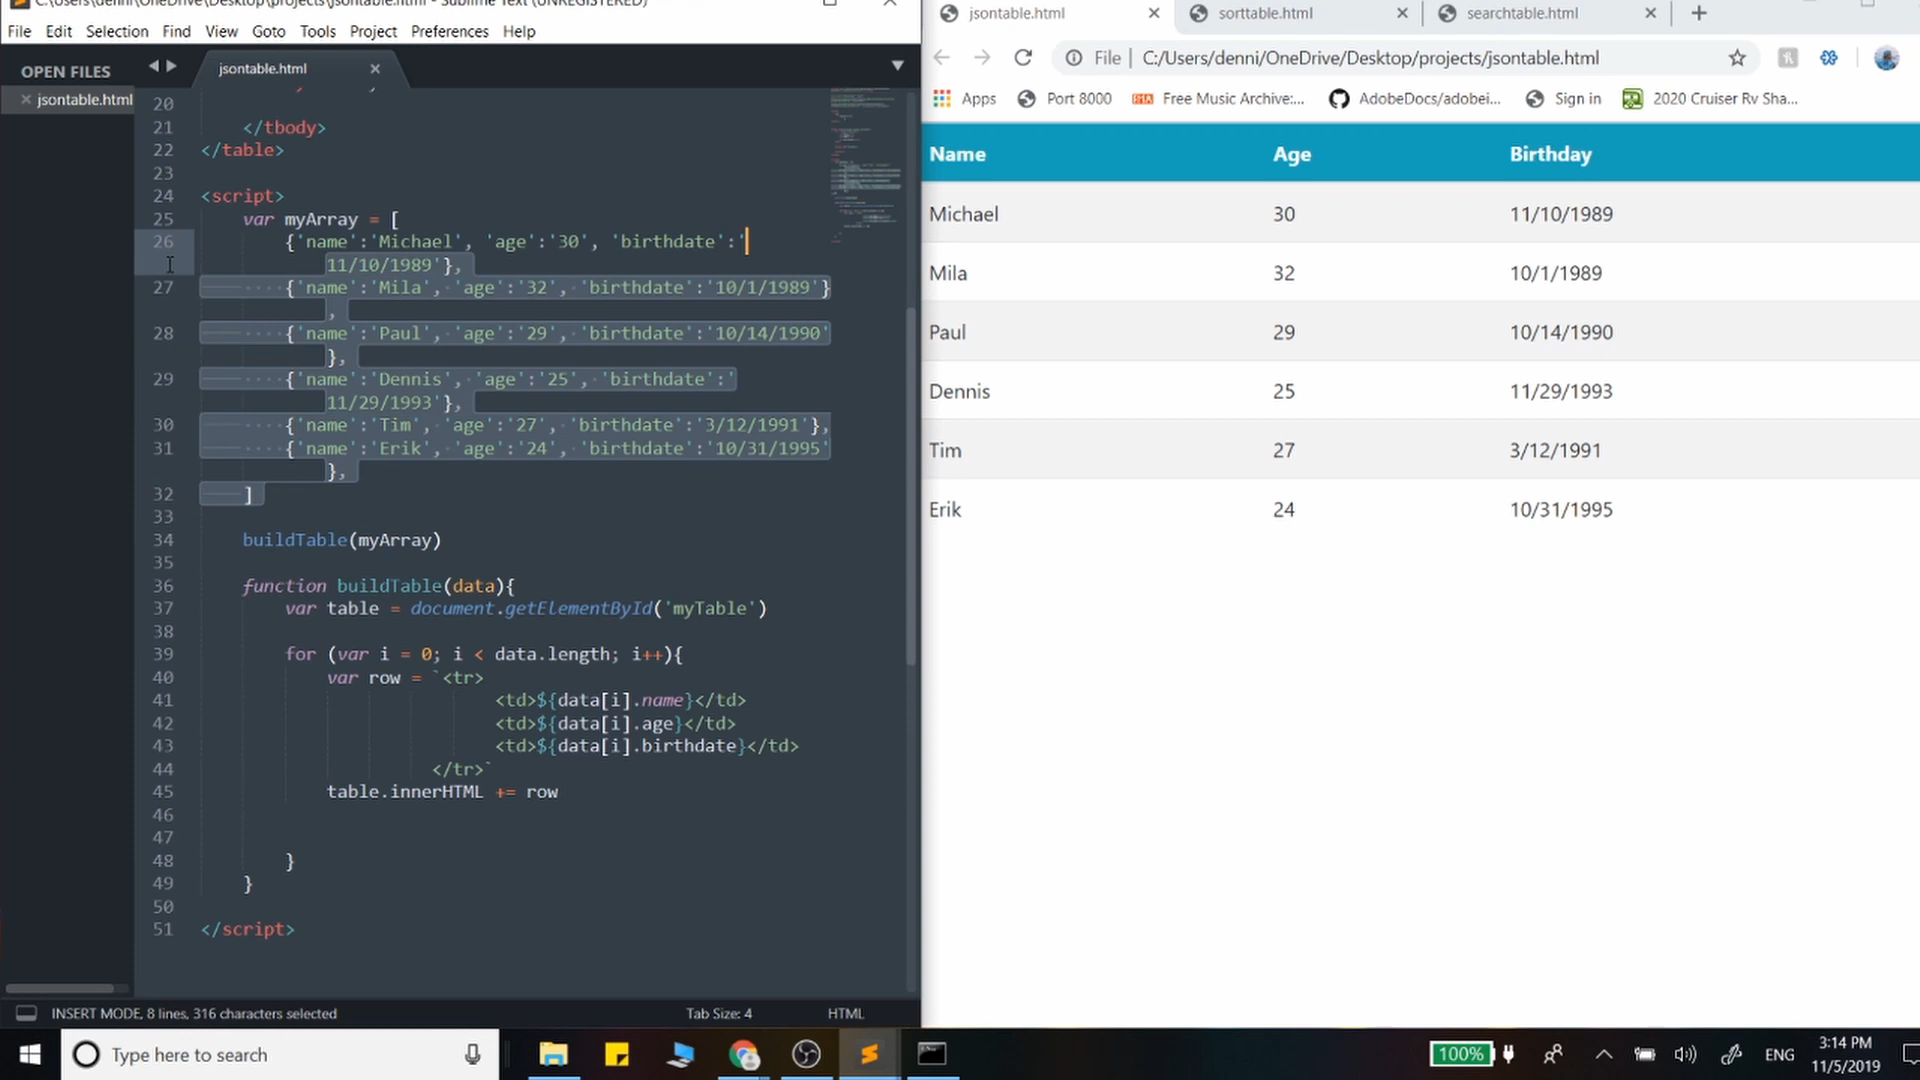 C:\Users\denni\OneDrive\Desktop\projects\jsontable.html - Sublime Text (UNREGISTERED)
File Edit Selection Find View Goto Tools Project Preferences Help
OPEN FILES
jsontable.html
jsontable.html
20
21 </tbody>
22 </table>
23
24 <script>
25 var myArray = [
26 {'name':'Michael', 'age':'30', 'birthdate':'
11/10/1989'},
27 {'name':'Mila', 'age':'32', 'birthdate':'10/1/1989'}
,
28 {'name':'Paul', 'age':'29', 'birthdate':'10/14/1990'
},
29 {'name':'Dennis', 'age':'25', 'birthdate':'
11/29/1993'},
30 {'name':'Tim', 'age':'27', 'birthdate':'3/12/1991'},
31 {'name':'Erik', 'age':'24', 'birthdate':'10/31/1995'
},
32 ]
33
34 buildTable(myArray)
35
36 function buildTable(data){
37 var table = document.getElementById('myTable')
38
39 for (var i = 0; i < data.length; i++){
40 var row = `<tr>
41 <td>${data[i].name}</td>
42 <td>${data[i].age}</td>
43 <td>${data[i].birthdate}</td>
44 </tr>`
45 table.innerHTML += row
46
47
48 }
49 }
50
51 </script>
INSERT MODE, 8 lines, 316 characters selected Tab Size: 4 HTML
jsontable.html sorttable.html searchtable.html
File | C:/Users/denni/OneDrive/Desktop/projects/jsontable.html
Apps Port 8000 Free Music Archive:... AdobeDocs/adobei... Sign in 2020 Cruiser Rv Sha...
Name Age Birthday
Michael 30 11/10/1989
Mila 32 10/1/1989
Paul 29 10/14/1990
Dennis 25 11/29/1993
Tim 27 3/12/1991
Erik 24 10/31/1995
Type here to search
100% ENG 3:14 PM
11/5/2019